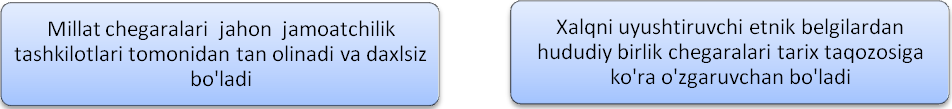 Millat chegaralari jahon jamoatchilik
tashkilotlari tomonidan tan olinadi va daxlsiz
bo'ladi
Xalqni uyushtiruvchi etnik belgilardan
hududiy birlik chegaralari tarix taqozosiga
ko'ra o'zgaruvchan bo'ladi